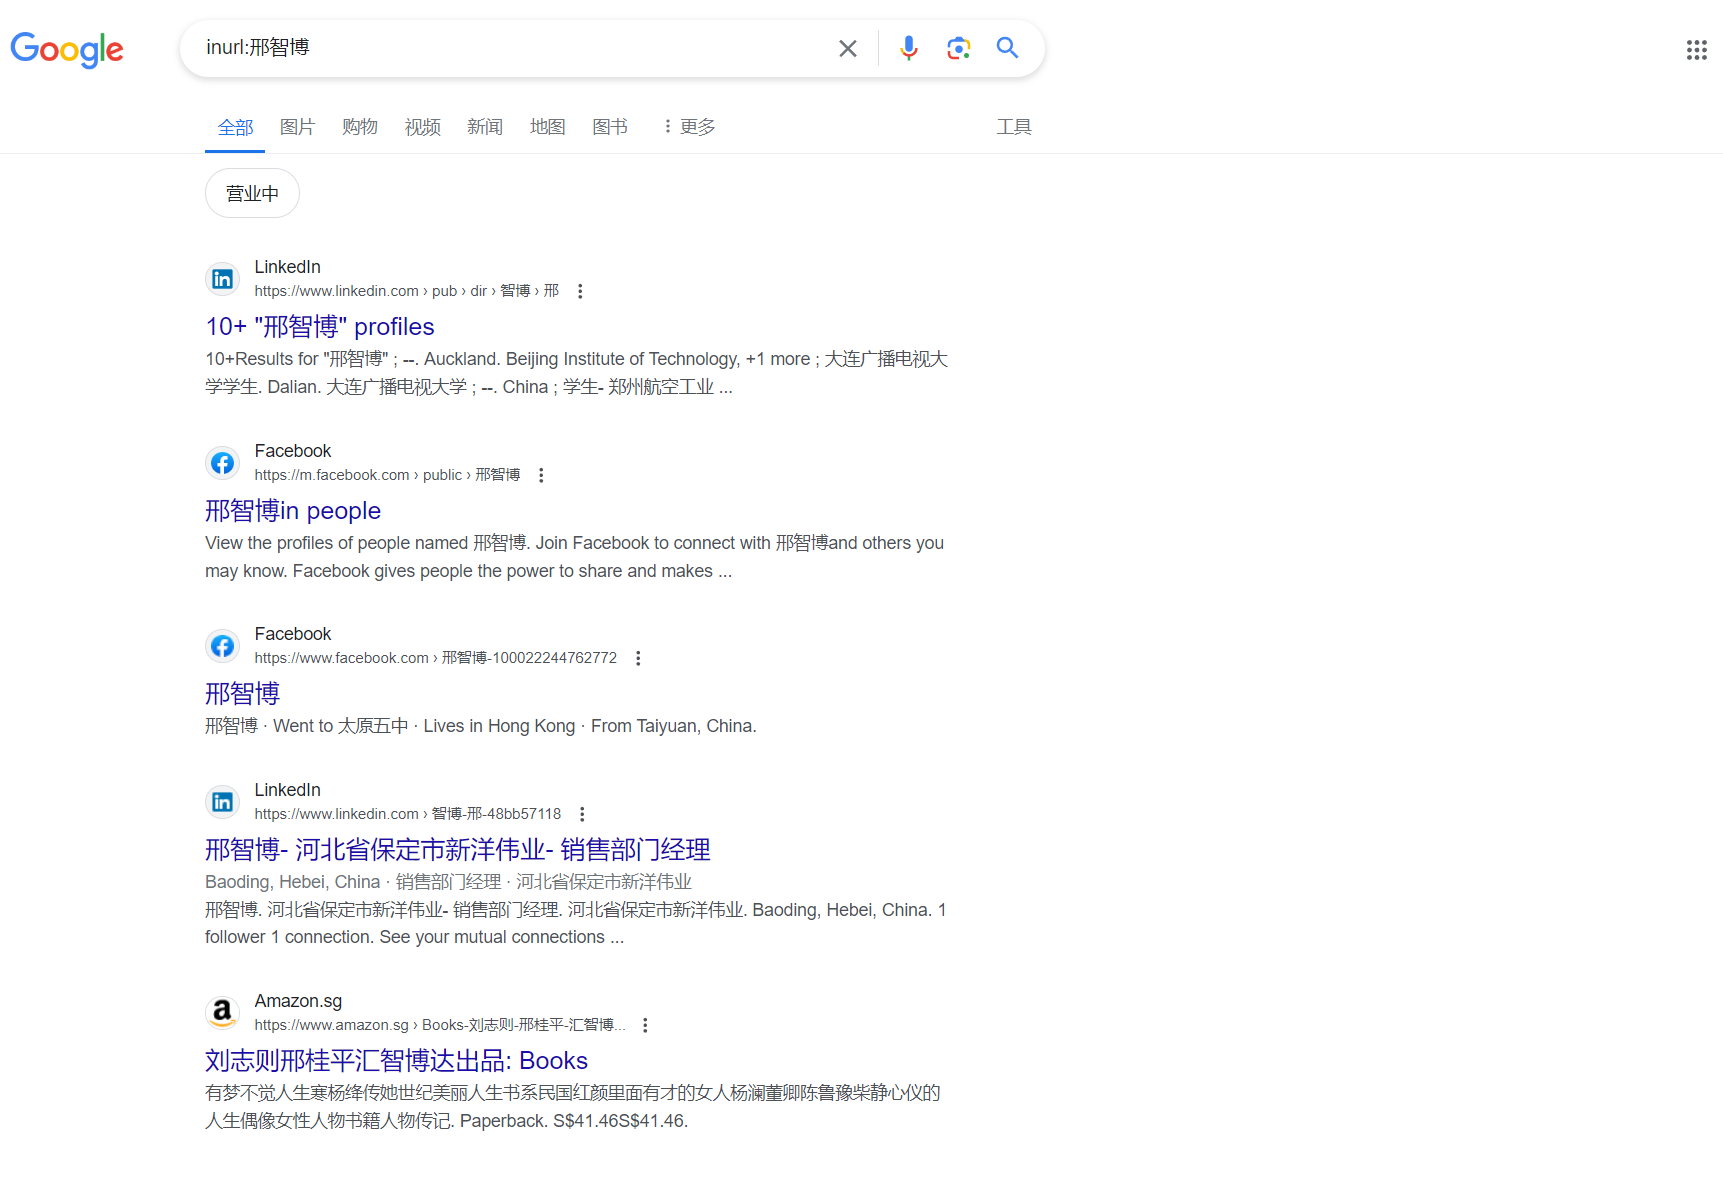 Google
inurl:邢智博
全部 图片 购物 视频 新闻 地图 图书 更多 工具
营业中
LinkedIn
https://www.linkedin.com › pub › dir › 智博 › 邢
10+ "邢智博" profiles
10+Results for "邢智博" ; --. Auckland. Beijing Institute of Technology, +1 more ; 大连广播电视大
学学生. Dalian. 大连广播电视大学 ; --. China ; 学生- 郑州航空工业 ...
Facebook
https://m.facebook.com › public › 邢智博
邢智博in people
View the profiles of people named 邢智博. Join Facebook to connect with 邢智博and others you
may know. Facebook gives people the power to share and makes ...
Facebook
https://www.facebook.com › 邢智博-100022244762772
邢智博
邢智博 · Went to 太原五中 · Lives in Hong Kong · From Taiyuan, China.
LinkedIn
https://www.linkedin.com › 智博-邢-48bb57118
邢智博- 河北省保定市新洋伟业- 销售部门经理
Baoding, Hebei, China · 销售部门经理 · 河北省保定市新洋伟业
邢智博. 河北省保定市新洋伟业- 销售部门经理. 河北省保定市新洋伟业. Baoding, Hebei, China. 1
follower 1 connection. See your mutual connections ...
Amazon.sg
https://www.amazon.sg › Books-刘志则-邢桂平-汇智博...
刘志则邢桂平汇智博达出品: Books
有梦不觉人生寒杨绛传她世纪美丽人生书系民国红颜里面有才的女人杨澜董卿陈鲁豫柴静心仪的
人生偶像女性人物书籍人物传记. Paperback. S$41.46S$41.46.